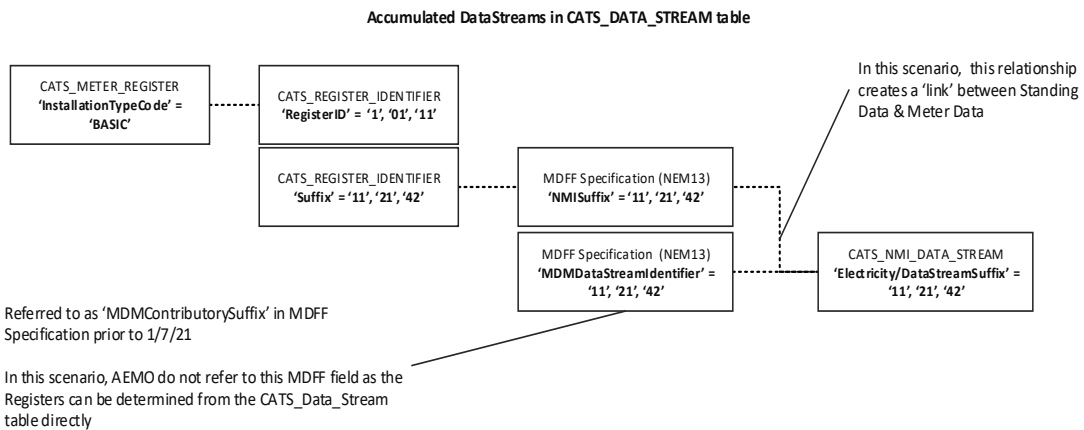 Accumulated DataStreams in CATS_DATA_STREAM table
CATS_METER_REGISTER
‘InstallationTypeCode’ =
‘BASIC’
CATS_REGISTER_IDENTIFIER
‘RegisterID’ = ‘1’, ‘01’, ‘11’
In this scenario, this relationship
creates a ‘link’ between Standing
Data & Meter Data
CATS_REGISTER_IDENTIFIER
‘Suffix’ = ‘11’, ‘21’, ‘42’
MDFF Specification (NEM13)
‘NMISuffix’ = ‘11’, ‘21’, ‘42’
MDFF Specification (NEM13)
‘MDMDataStreamIdentifier’ =
‘11’, ‘21’, ‘42’
CATS_NMI_DATA_STREAM
‘Electricity/DataStreamSuffix’ =
‘11’, ‘21’, ‘42’
Referred to as ‘MDMContributorySuffix’ in MDFF
Specification prior to 1/7/21
In this scenario, AEMO do not refer to this MDFF field as the
Registers can be determined from the CATS_Data_Stream
table directly